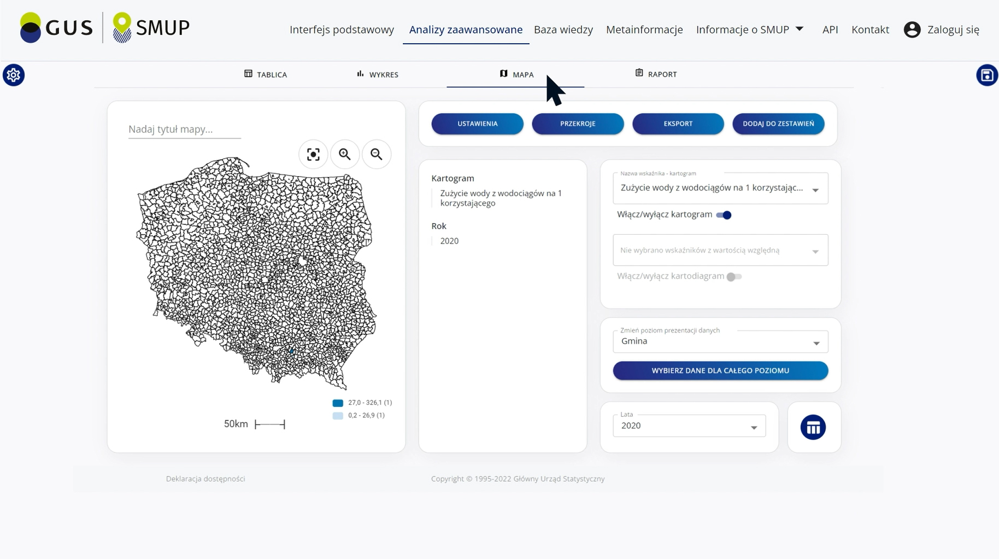 GUS SMUP
Interfejs podstawowy Analizy zaawansowane Baza wiedzy Metainformacje Informacje o SMUP API Kontakt Zaloguj się
TABLICA WYKRES MAPA RAPORT
Nadaj tytuł mapy...
50km
27,0 - 326,1 (1)
0,2 - 26,9 (1)
USTAWIENIA PRZEKROJE EKSPORT DODAJ DO ZESTAWIEŃ
Kartogram
Zużycie wody z wodociągów na 1
korzystającego
Rok
2020
Nazwa wskaźnika - kartogram
Zużycie wody z wodociągów na 1 korzystając...
Włącz/wyłącz kartogram
Nie wybrano wskaźników z wartością względną
Włącz/wyłącz kartodiagram
Zmień poziom prezentacji danych
Gmina
WYBIERZ DANE DLA CAŁEGO POZIOMU
Lata
2020
Deklaracja dostępności Copyright © 1995-2022 Główny Urząd Statystyczny